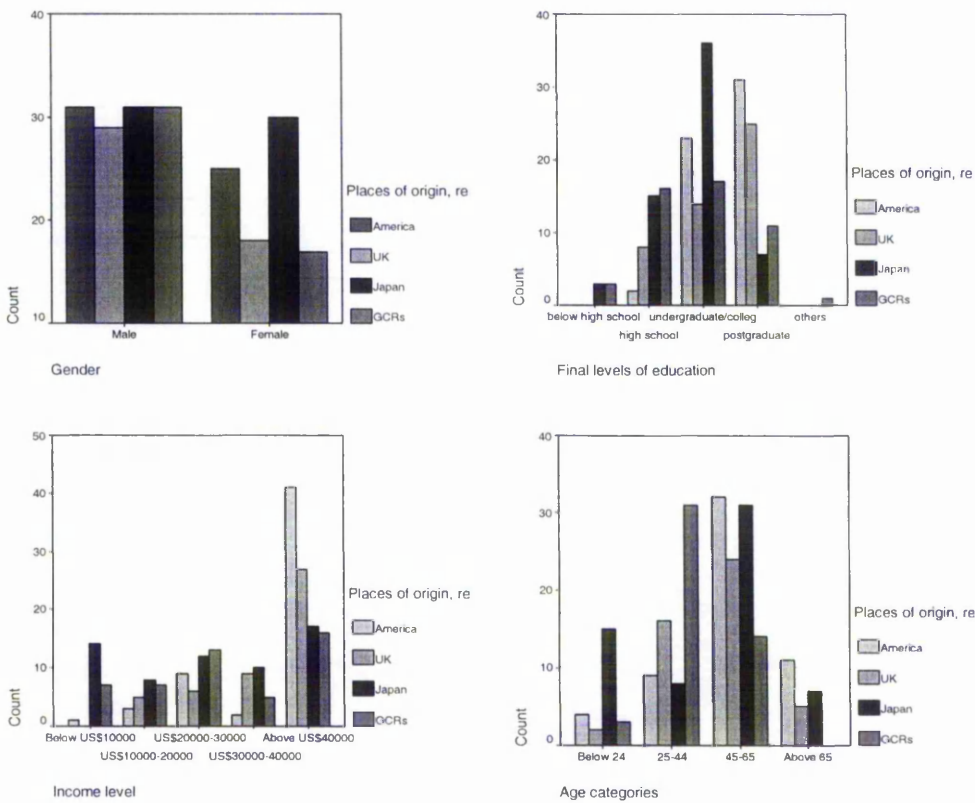 40
30
20
10
Count
Male
Female
Gender
Places of origin, re
America
UK
Japan
GCRs
40
30
20
10
0
Count
below high school
undergraduate/colleg
others
high school
postgraduate
Final levels of education
Places of origin, re
America
UK
Japan
GCRs
50
40
30
20
10
0
Count
Below US$10000
US$20000-30000
Above US$40000
US$10000-20000
US$30000-40000
Income level
Places of origin, re
America
UK
Japan
GCRs
40
30
20
10
0
Count
Below 24
25-44
45-65
Above 65
Age categories
Places of origin, re
America
UK
Japan
GCRs